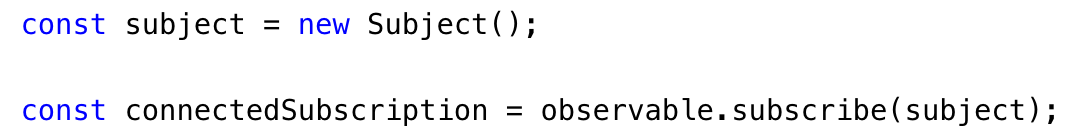 const subject = new Subject();
const connectedSubscription = observable.subscribe(subject);